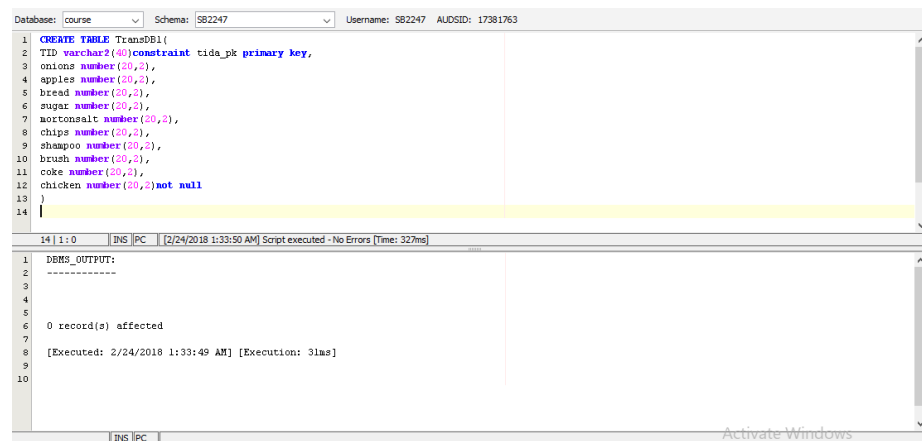 Database: course Schema: SB2247 Username: SB2247 AUDSID: 17381763
1 CREATE TABLE TransDB1(
2 TID varchar2(40)constraint tida_pk primary key,
3 onions number(20,2),
4 apples number(20,2),
5 bread number(20,2),
6 sugar number(20,2),
7 mortonsalt number(20,2),
8 chips number(20,2),
9 shampoo number(20,2),
10 brush number(20,2),
11 coke number(20,2),
12 chicken number(20,2)not null
13 )
14
14 | 1 : 0 INS PC [2/24/2018 1:33:50 AM] Script executed - No Errors [Time: 327ms]
1 DBMS_OUTPUT:
2 ------------
3
4
5
6 0 record(s) affected
7
8 [Executed: 2/24/2018 1:33:49 AM] [Execution: 31ms]
9
10
INS PC
Activate Windows